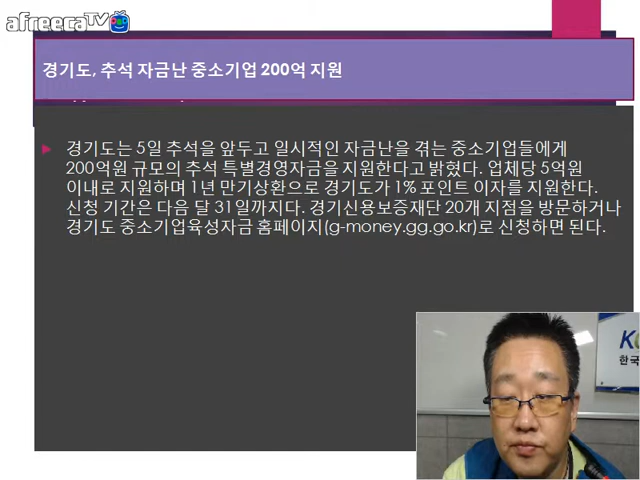 afreecaTV
경기도, 추석 자금난 중소기업 200억 지원
경기도는 5일 추석을 앞두고 일시적인 자금난을 겪는 중소기업들에게
200억원 규모의 추석 특별경영자금을 지원한다고 밝혔다. 업체당 5억원
이내로 지원하며 1년 만기상환으로 경기도가 1% 포인트 이자를 지원한다.
신청 기간은 다음 달 31일까지다. 경기신용보증재단 20개 지점을 방문하거나
경기도 중소기업육성자금 홈페이지(g-money.gg.go.kr)로 신청하면 된다.
한국